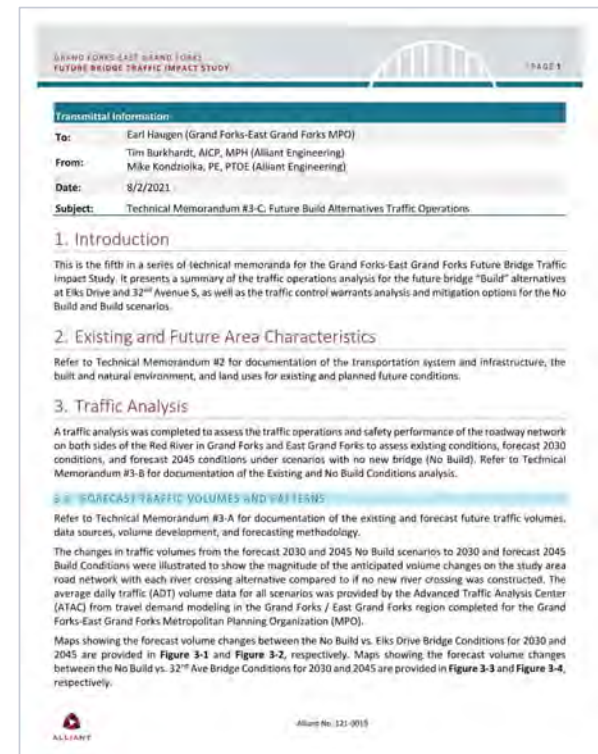 GRAND FORKS-EAST GRAND FORKS
FUTURE BRIDGE TRAFFIC IMPACT STUDY
PAGE 1
Transmittal Information
To: Earl Haugen (Grand Forks-East Grand Forks MPO)
From: Tim Burkhardt, AICP, MPH (Alliant Engineering)
Mike Kondziolka, PE, PTOE (Alliant Engineering)
Date: 8/2/2021
Subject: Technical Memorandum #3-C: Future Build Alternatives Traffic Operations
1. Introduction
This is the fifth in a series of technical memoranda for the Grand Forks-East Grand Forks Future Bridge Traffic
Impact Study. It presents a summary of the traffic operations analysis for the future bridge "Build" alternatives
at Elks Drive and 32nd Avenue S, as well as the traffic control warrants analysis and mitigation options for the No
Build and Build scenarios.
2. Existing and Future Area Characteristics
Refer to Technical Memorandum #2 for documentation of the transportation system and infrastructure, the
built and natural environment, and land uses for existing and planned future conditions.
3. Traffic Analysis
A traffic analysis was completed to assess the traffic operations and safety performance of the roadway network
on both sides of the Red River in Grand Forks and East Grand Forks to assess existing conditions, forecast 2030
conditions, and forecast 2045 conditions under scenarios with no new bridge (No Build). Refer to Technical
Memorandum #3-B for documentation of the Existing and No Build Conditions analysis.
FORECAST TRAFFIC VOLUMES AND PATTERNS
Refer to Technical Memorandum #3-A for documentation of the existing and forecast future traffic volumes,
data sources, volume development, and forecasting methodology.
The changes in traffic volumes from the forecast 2030 and 2045 No Build scenarios to 2030 and forecast 2045
Build Conditions were illustrated to show the magnitude of the anticipated volume changes on the study area
road network with each river crossing alternative compared to if no new river crossing was constructed. The
average daily traffic (ADT) volume data for all scenarios was provided by the Advanced Traffic Analysis Center
(ATAC) from travel demand modeling in the Grand Forks / East Grand Forks region completed for the Grand
Forks-East Grand Forks Metropolitan Planning Organization (MPO).
Maps showing the forecast volume changes between the No Build vs. Elks Drive Bridge Conditions for 2030 and
2045 are provided in Figure 3-1 and Figure 3-2, respectively. Maps showing the forecast volume changes
between the No Build vs. 32nd Ave Bridge Conditions for 2030 and 2045 are provided in Figure 3-3 and Figure 3-4,
respectively.
ALLIANT
Alliant No. 121-0019